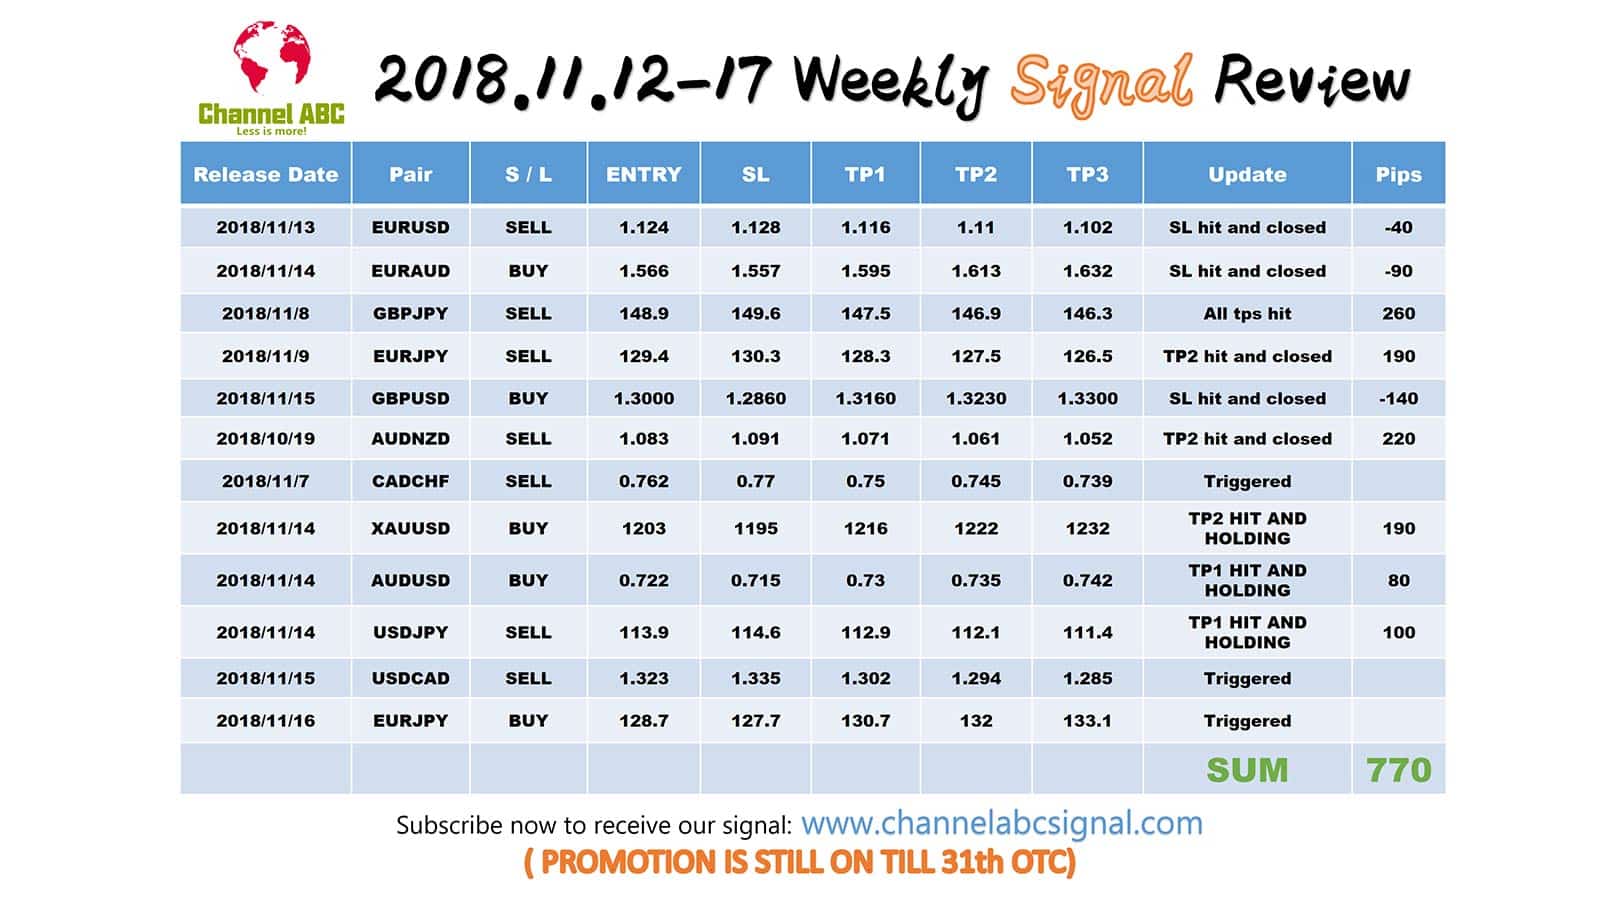 Channel ABC
Less is more!
2018.11.12-17 Weekly Signal Review
Release Date Pair S / L ENTRY SL TP1 TP2 TP3 Update Pips
2018/11/13 EURUSD SELL 1.124 1.128 1.116 1.11 1.102 SL hit and closed -40
2018/11/14 EURAUD BUY 1.566 1.557 1.595 1.613 1.632 SL hit and closed -90
2018/11/8 GBPJPY SELL 148.9 149.6 147.5 146.9 146.3 All tps hit 260
2018/11/9 EURJPY SELL 129.4 130.3 128.3 127.5 126.5 TP2 hit and closed 190
2018/11/15 GBPUSD BUY 1.3000 1.2860 1.3160 1.3230 1.3300 SL hit and closed -140
2018/10/19 AUDNZD SELL 1.083 1.091 1.071 1.061 1.052 TP2 hit and closed 220
2018/11/7 CADCHF SELL 0.762 0.77 0.75 0.745 0.739 Triggered
2018/11/14 XAUUSD BUY 1203 1195 1216 1222 1232 TP2 HIT AND HOLDING 190
2018/11/14 AUDUSD BUY 0.722 0.715 0.73 0.735 0.742 TP1 HIT AND HOLDING 80
2018/11/14 USDJPY SELL 113.9 114.6 112.9 112.1 111.4 TP1 HIT AND HOLDING 100
2018/11/15 USDCAD SELL 1.323 1.335 1.302 1.294 1.285 Triggered
2018/11/16 EURJPY BUY 128.7 127.7 130.7 132 133.1 Triggered
SUM 770
Subscribe now to receive our signal: www.channelabcsignal.com
( PROMOTION IS STILL ON TILL 31th OTC)